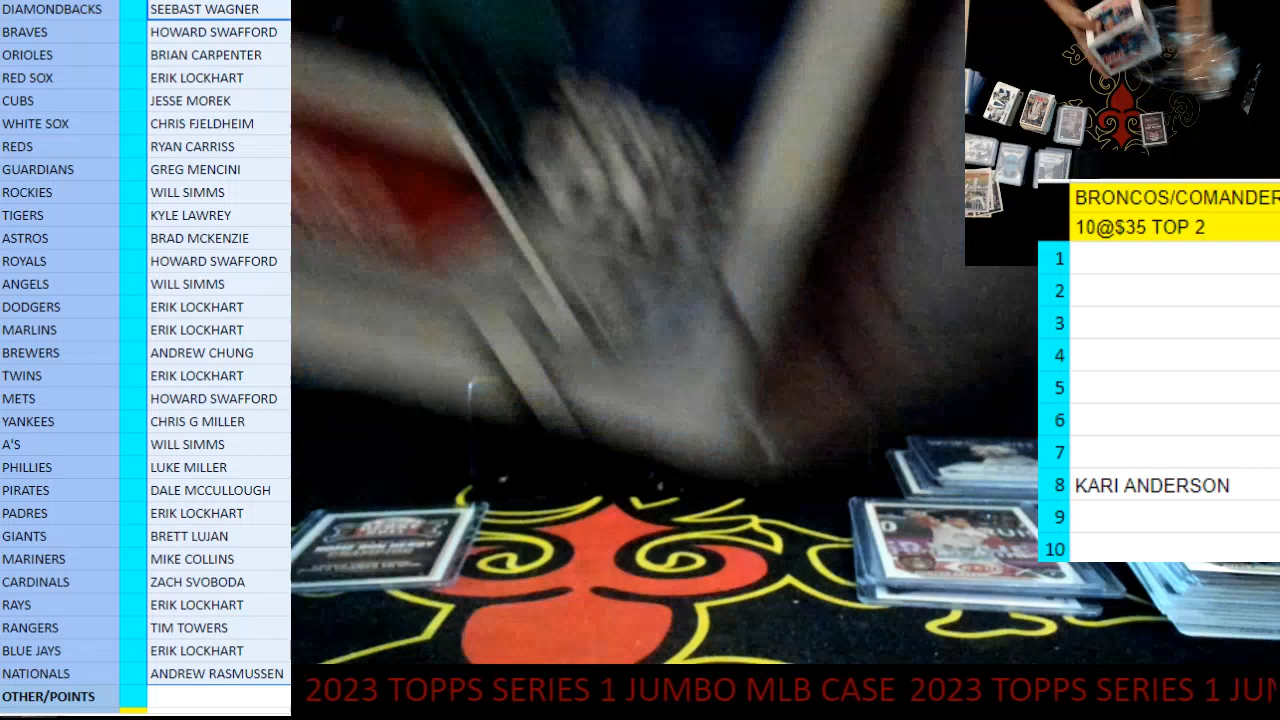 DIAMONDBACKS SEEBAST WAGNER
BRAVES HOWARD SWAFFORD
ORIOLES BRIAN CARPENTER
RED SOX ERIK LOCKHART
CUBS JESSE MOREK
WHITE SOX CHRIS FJELDHEIM
REDS RYAN CARRISS
GUARDIANS GREG MENCINI
ROCKIES WILL SIMMS
TIGERS KYLE LAWREY
ASTROS BRAD MCKENZIE
ROYALS HOWARD SWAFFORD
ANGELS WILL SIMMS
DODGERS ERIK LOCKHART
MARLINS ERIK LOCKHART
BREWERS ANDREW CHUNG
TWINS ERIK LOCKHART
METS HOWARD SWAFFORD
YANKEES CHRIS G MILLER
A'S WILL SIMMS
PHILLIES LUKE MILLER
PIRATES DALE MCCULLOUGH
PADRES ERIK LOCKHART
GIANTS BRETT LUJAN
MARINERS MIKE COLLINS
CARDINALS ZACH SVOBODA
RAYS ERIK LOCKHART
RANGERS TIM TOWERS
BLUE JAYS ERIK LOCKHART
NATIONALS ANDREW RASMUSSEN
OTHER/POINTS
BRONCOS/COMANDER
10@$35 TOP 2
1
2
3
4
5
6
7
8 KARI ANDERSON
9
10
2023 TOPPS SERIES 1 JUMBO MLB CASE 2023 TOPPS SERIES 1 JUM